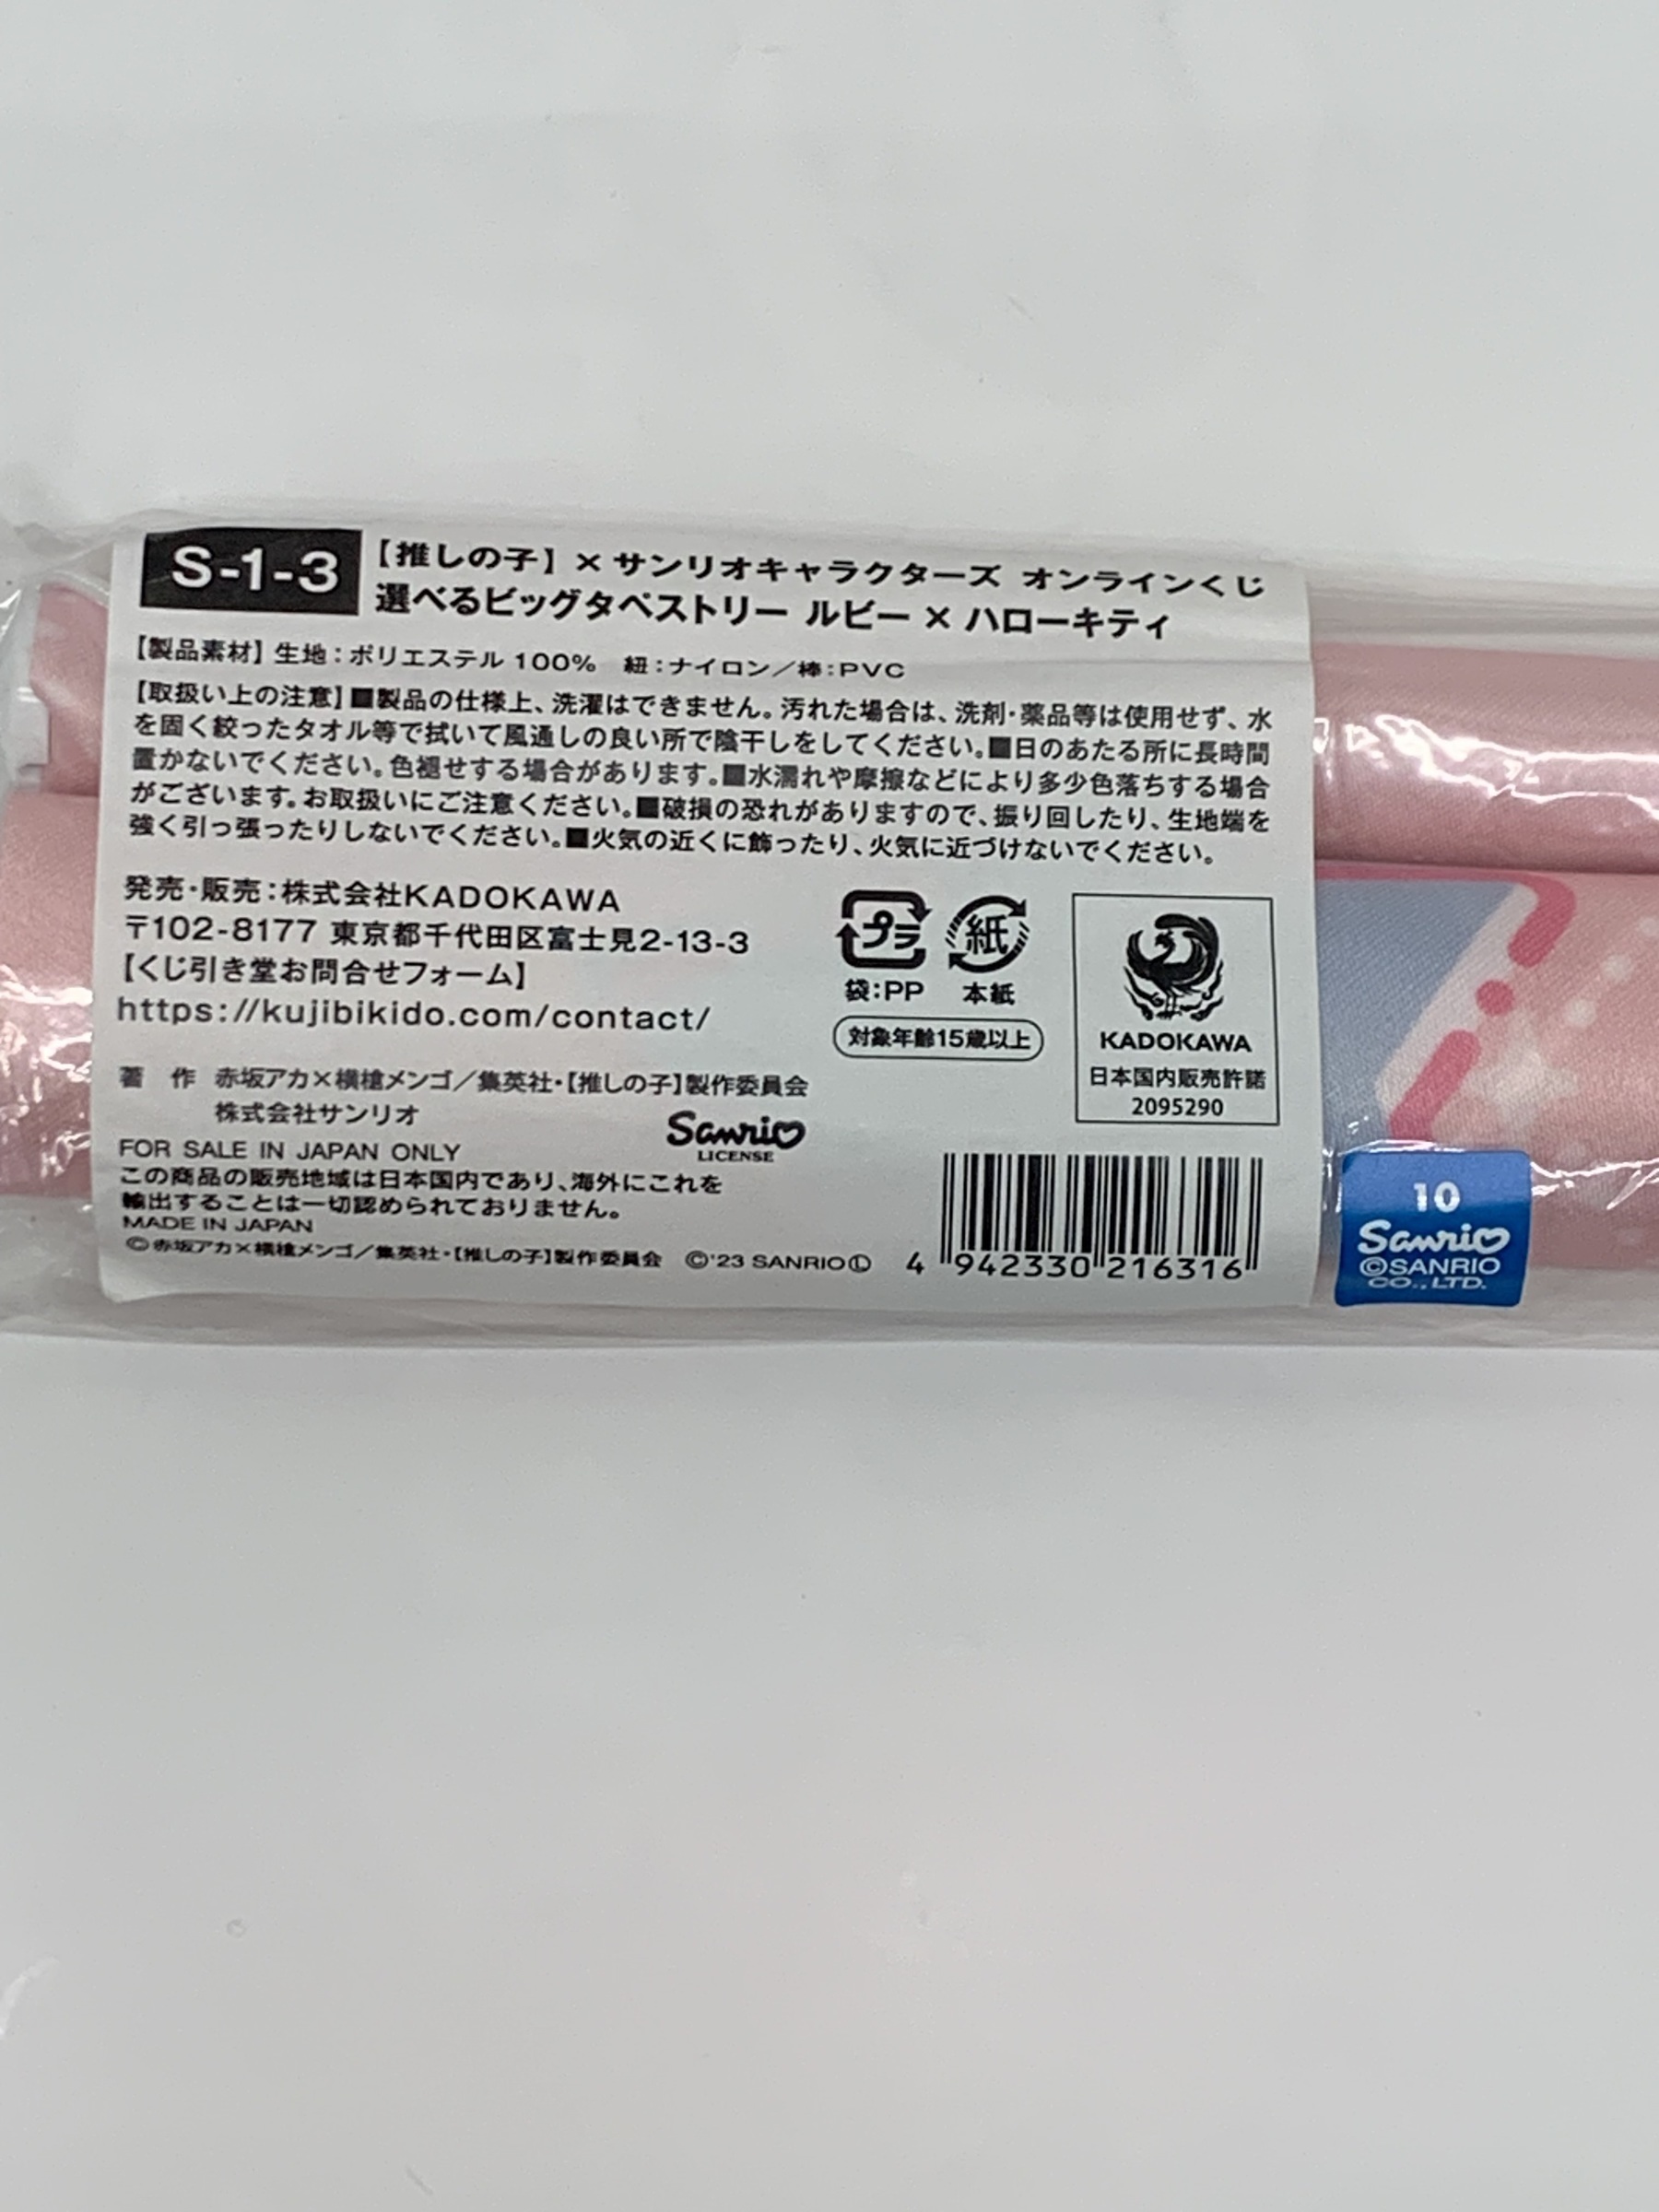 S-1-3
【推しの子】×サンリオキャラクターズ オンラインくじ
選べるビッグタペストリー ルビー×ハローキティ
【製品素材】生地：ポリエステル 100%　紐：ナイロン／棒：PVC
【取扱い上の注意】■製品の仕様上、洗濯はできません。汚れた場合は、洗剤・薬品等は使用せず、水
を固く絞ったタオル等で拭いて風通しの良い所で陰干しをしてください。■日のあたる所に長時間
置かないでください。色褪せする場合があります。■水濡れや摩擦などにより多少色落ちする場合
がございます。お取扱いにご注意ください。■破損の恐れがありますので、振り回したり、生地端を
強く引っ張ったりしないでください。■火気の近くに飾ったり、火気に近づけないでください。
発売・販売：株式会社KADOKAWA
〒102-8177 東京都千代田区富士見2-13-3
【くじ引き堂お問合せフォーム】
https://kujibikido.com/contact/
プラ
袋：PP
紙
本紙
対象年齢15歳以上
KADOKAWA
日本国内販売許諾
2095290
著　作　赤坂アカ×横槍メンゴ／集英社・【推しの子】製作委員会
株式会社サンリオ
Sanrio
LICENSE
FOR SALE IN JAPAN ONLY
この商品の販売地域は日本国内であり、海外にこれを
輸出することは一切認められておりません。
MADE IN JAPAN
©赤坂アカ×横槍メンゴ／集英社・【推しの子】製作委員会　©'23 SANRIO Ⓛ
4 942330 216316
10
Sanrio
©SANRIO
CO.,LTD.